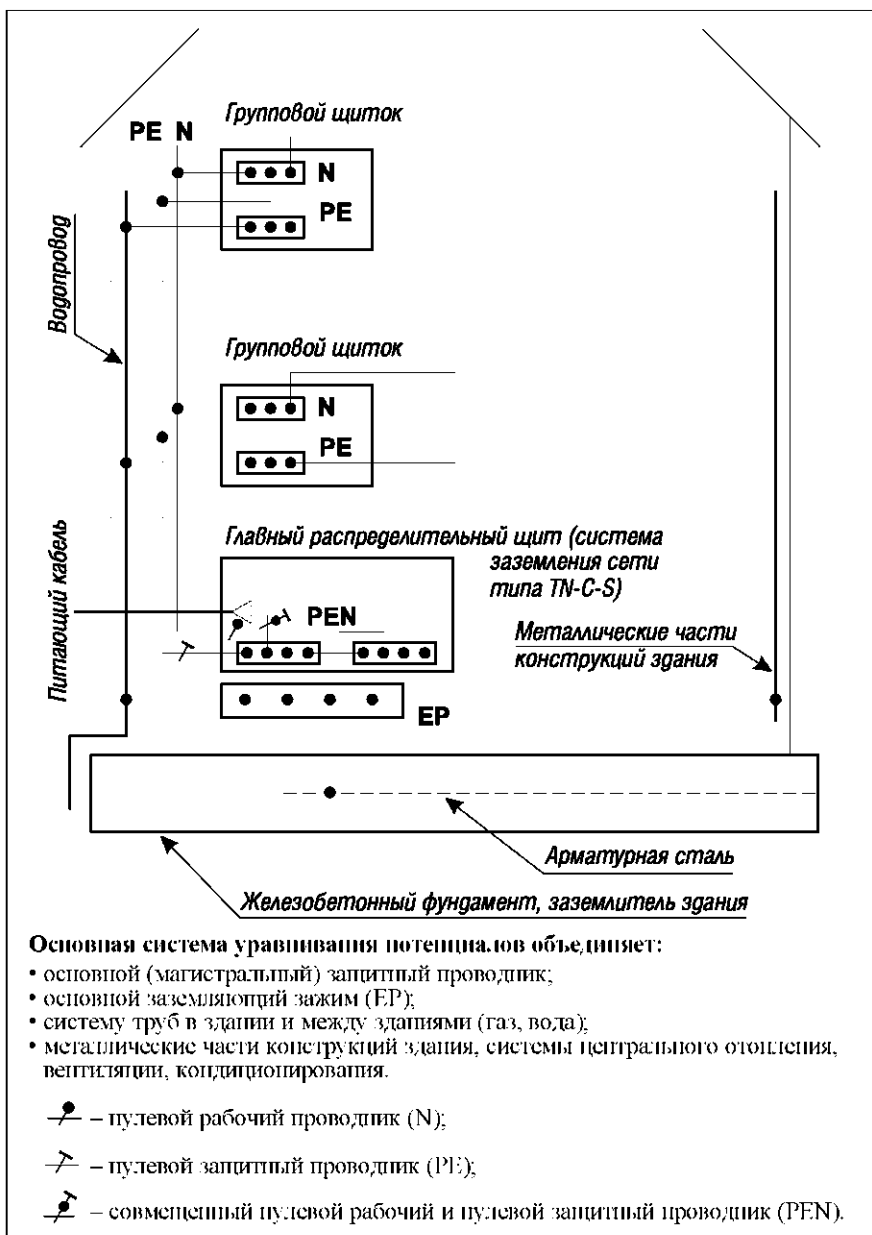 Групповой щиток
PE N
N
PE
Водопровод
Групповой щиток
N
PE
Главный распределительный щит (система
заземления сети
типа TN-C-S)
Питающий кабель
PEN
Металлические части
конструкций здания
EP
Арматурная сталь
Железобетонный фундамент, заземлитель здания
Основная система уравнивания потенциалов объединяет:
• основной (магистральный) защитный проводник;
• основной заземляющий зажим (EP);
• систему труб в здании и между зданиями (газ, вода);
• металлические части конструкций здания, системы центрального отопления,
вентиляции, кондиционирования.
– нулевой рабочий проводник (N);
– нулевой защитный проводник (PE);
– совмещенный нулевой рабочий и нулевой защитный проводник (PEN).